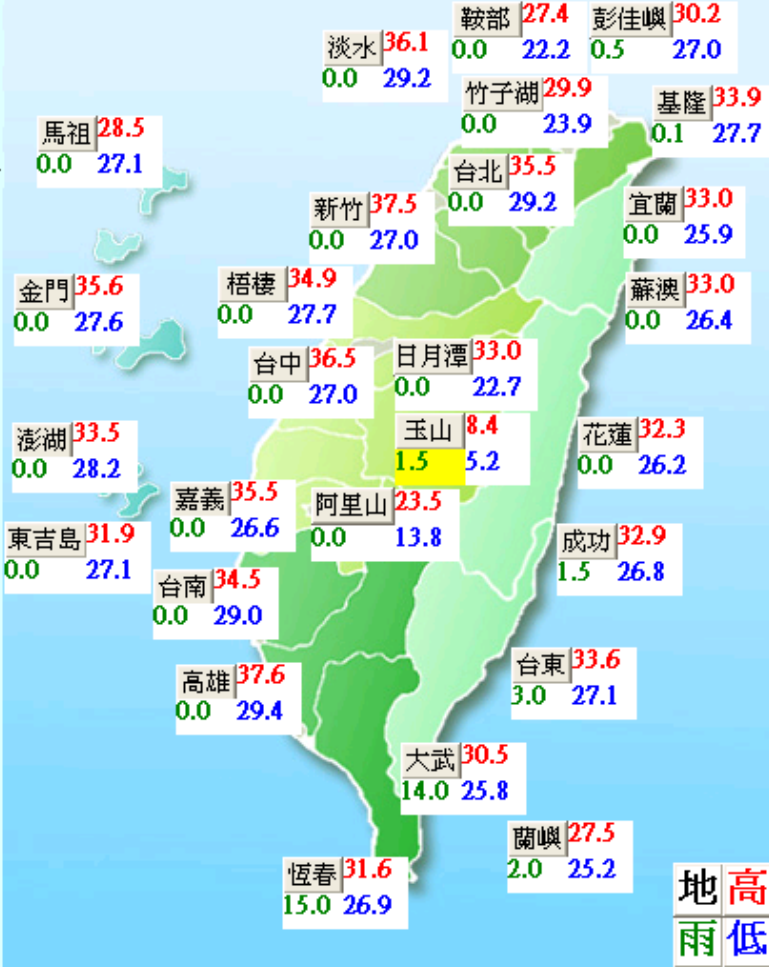 鞍部 27.4
0.0 22.2
彭佳嶼 30.2
0.5 27.0
淡水 36.1
0.0 29.2
竹子湖 29.9
0.0 23.9
基隆 33.9
0.1 27.7
馬祖 28.5
0.0 27.1
台北 35.5
0.0 29.2
新竹 37.5
0.0 27.0
宜蘭 33.0
0.0 25.9
金門 35.6
0.0 27.6
梧棲 34.9
0.0 27.7
蘇澳 33.0
0.0 26.4
台中 36.5
0.0 27.0
日月潭 33.0
0.0 22.7
澎湖 33.5
0.0 28.2
玉山 8.4
1.5 5.2
花蓮 32.3
0.0 26.2
嘉義 35.5
0.0 26.6
阿里山 23.5
0.0 13.8
東吉島 31.9
0.0 27.1
成功 32.9
1.5 26.8
台南 34.5
0.0 29.0
高雄 37.6
0.0 29.4
台東 33.6
3.0 27.1
大武 30.5
14.0 25.8
蘭嶼 27.5
2.0 25.2
恆春 31.6
15.0 26.9
地 高
雨 低